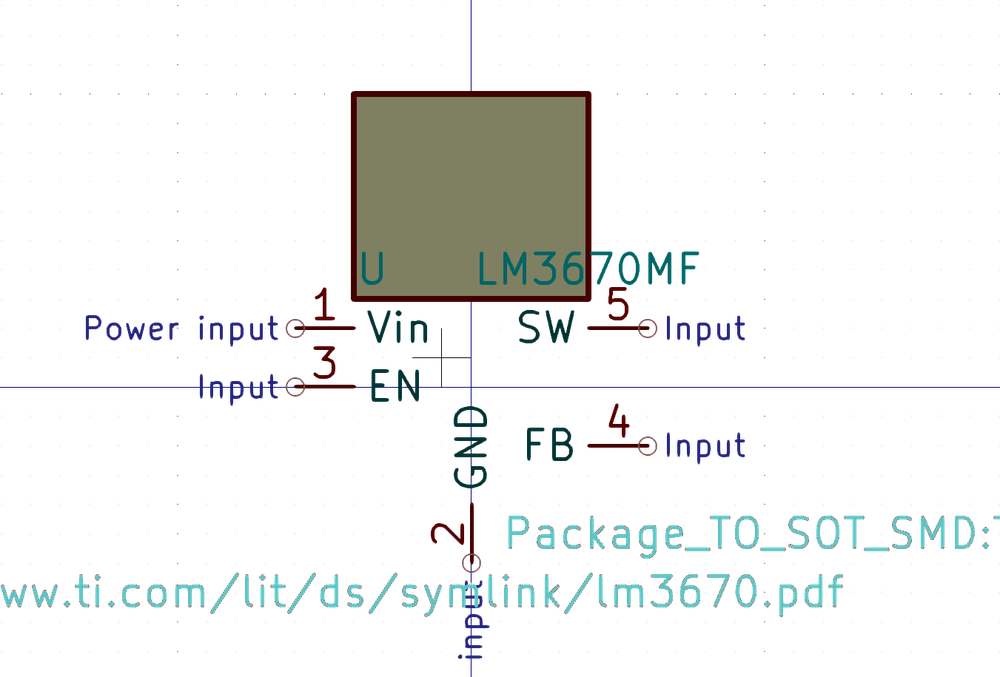 U LM3670MF
1 5
Power input Vin SW Input
3
Input EN
4
GND FB Input
2
Package_TO_SOT_SMD:
ww.ti.com/lit/ds/symlink/lm3670.pdf
input